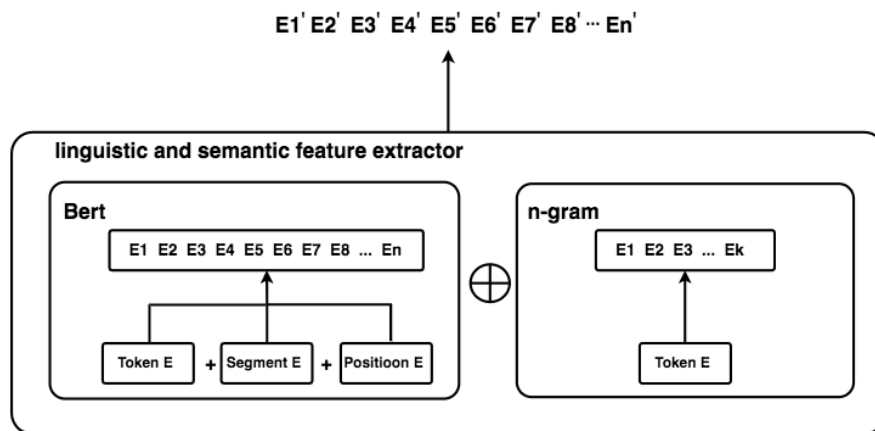 E1' E2' E3' E4' E5' E6' E7' E8' ... En'
linguistic and semantic feature extractor
Bert
E1 E2 E3 E4 E5 E6 E7 E8 ... En
Token E + Segment E + Positioon E
n-gram
E1 E2 E3 ... Ek
Token E